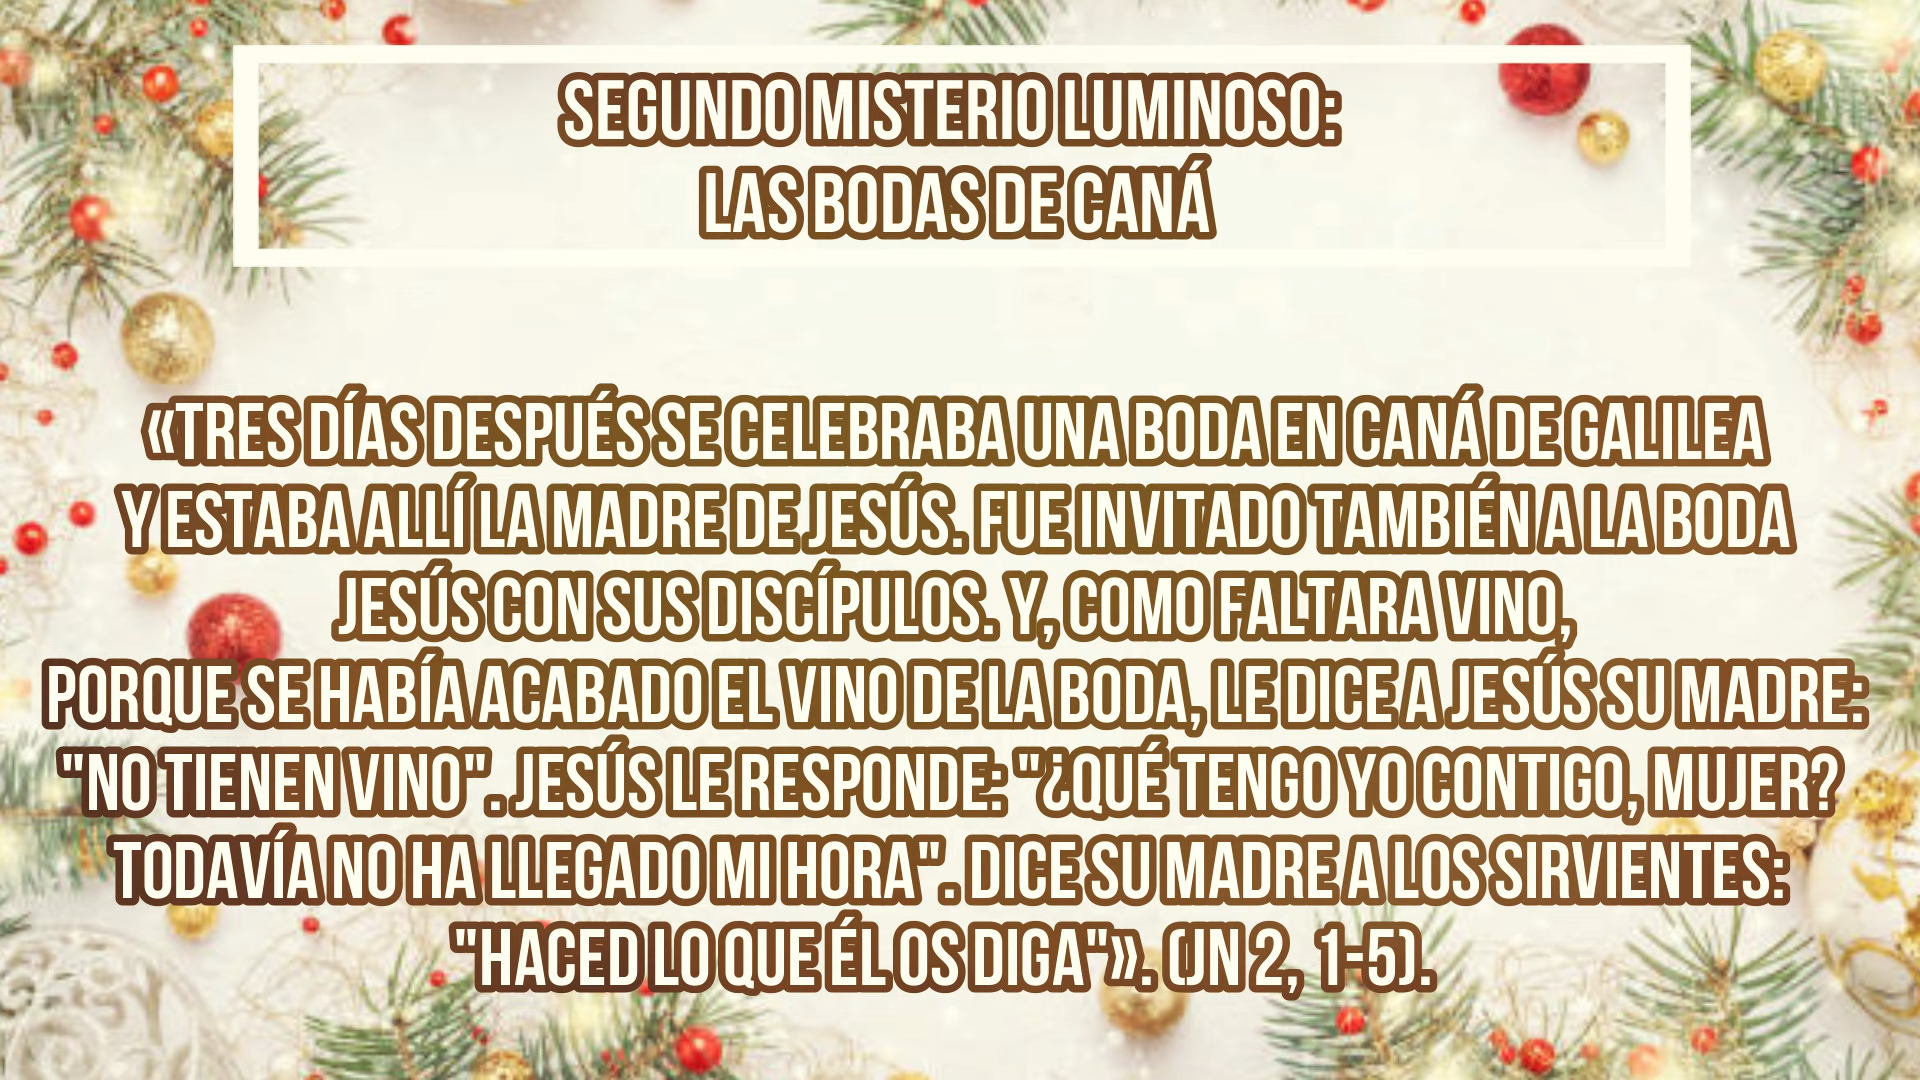 SEGUNDO MISTERIO LUMINOSO:
LAS BODAS DE CANÁ
«TRES DÍAS DESPUÉS SE CELEBRABA UNA BODA EN CANÁ DE GALILEA
Y ESTABA ALLÍ LA MADRE DE JESÚS. FUE INVITADO TAMBIÉN A LA BODA
JESÚS CON SUS DISCÍPULOS. Y, COMO FALTARA VINO,
PORQUE SE HABÍA ACABADO EL VINO DE LA BODA, LE DICE A JESÚS SU MADRE:
"NO TIENEN VINO". JESÚS LE RESPONDE: "¿QUÉ TENGO YO CONTIGO, MUJER?
TODAVÍA NO HA LLEGADO MI HORA". DICE SU MADRE A LOS SIRVIENTES:
"HACED LO QUE ÉL OS DIGA"». (JN 2, 1-5).